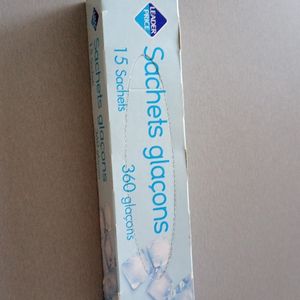 LEADER
PRICE
Sachets glaçons
15 Sachets
360 glaçons